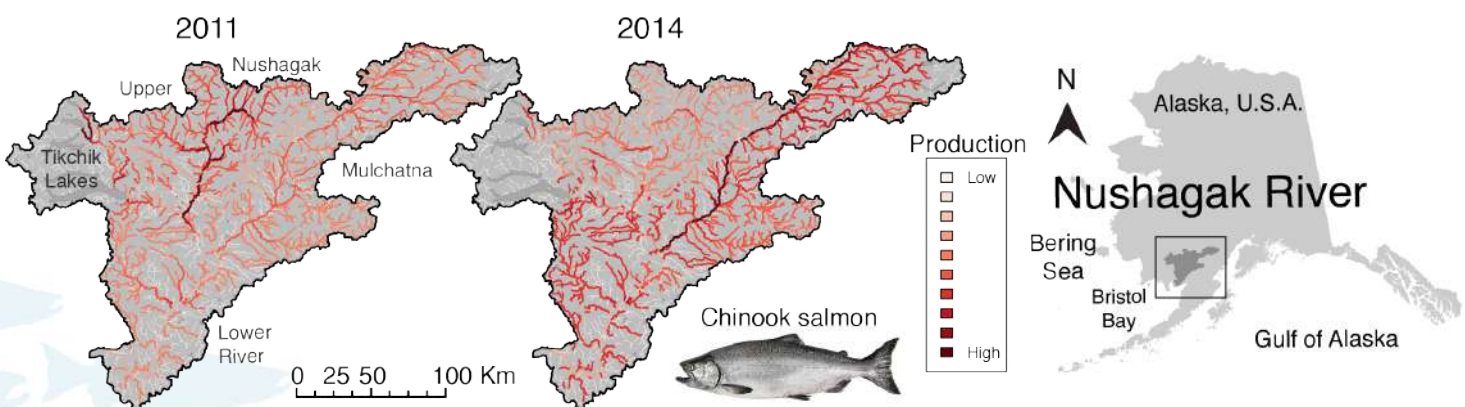 2011
Upper
Nushagak
Tikchik
Lakes
Mulchatna
Lower
River
0 25 50 100 Km
2014
Chinook salmon
Production
Low
High
N
Alaska, U.S.A.
Nushagak River
Bering
Sea
Bristol
Bay
Gulf of Alaska